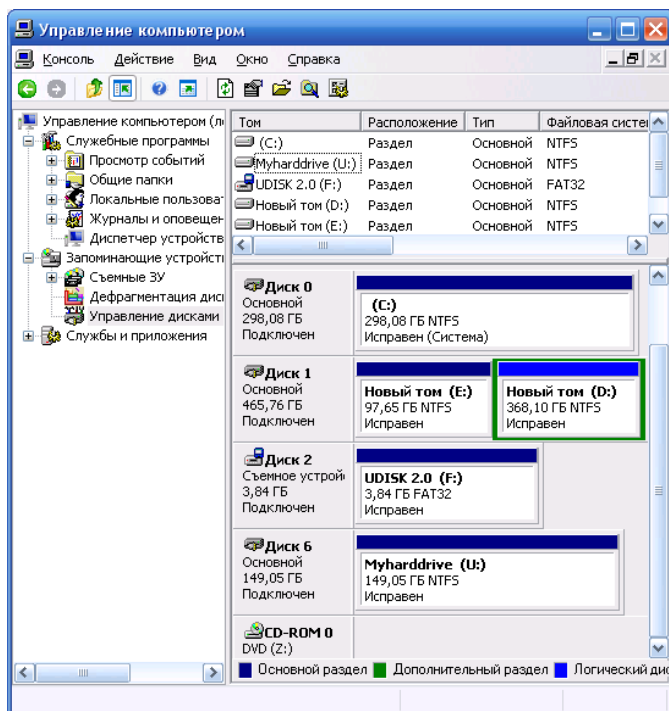 Управление компьютером
Консоль Действие Вид Окно Справка
Управление компьютером (ло
Служебные программы
Просмотр событий
Общие папки
Локальные пользоват
Журналы и оповещен
Диспетчер устройств
Запоминающие устройст
Съемные ЗУ
Дефрагментация дис
Управление дисками
Службы и приложения
Том Расположение Тип Файловая систем
(C:) Раздел Основной NTFS
Myharddrive (U:) Раздел Основной NTFS
UDISK 2.0 (F:) Раздел Основной FAT32
Новый том (D:) Раздел Основной NTFS
Новый том (E:) Раздел Основной NTFS
Диск 0
Основной
298,08 ГБ
Подключен
(C:)
298,08 ГБ NTFS
Исправен (Система)
Диск 1
Основной
465,76 ГБ
Подключен
Новый том (E:)
97,65 ГБ NTFS
Исправен
Новый том (D:)
368,10 ГБ NTFS
Исправен
Диск 2
Съемное устрой
3,84 ГБ
Подключен
UDISK 2.0 (F:)
3,84 ГБ FAT32
Исправен
Диск 6
Основной
149,05 ГБ
Подключен
Myharddrive (U:)
149,05 ГБ NTFS
Исправен
CD-ROM 0
DVD (Z:)
Основной раздел Дополнительный раздел Логический дис